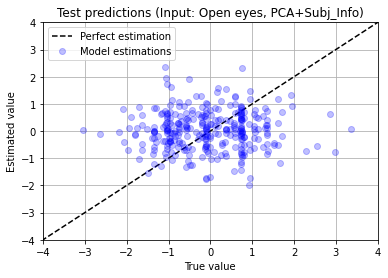 Test predictions (Input: Open eyes, PCA+Subj_Info)
Perfect estimation
Model estimations
4
3
2
1
0
−1
−2
−3
−4
Estimated value
−4 −3 −2 −1 0 1 2 3 4
True value